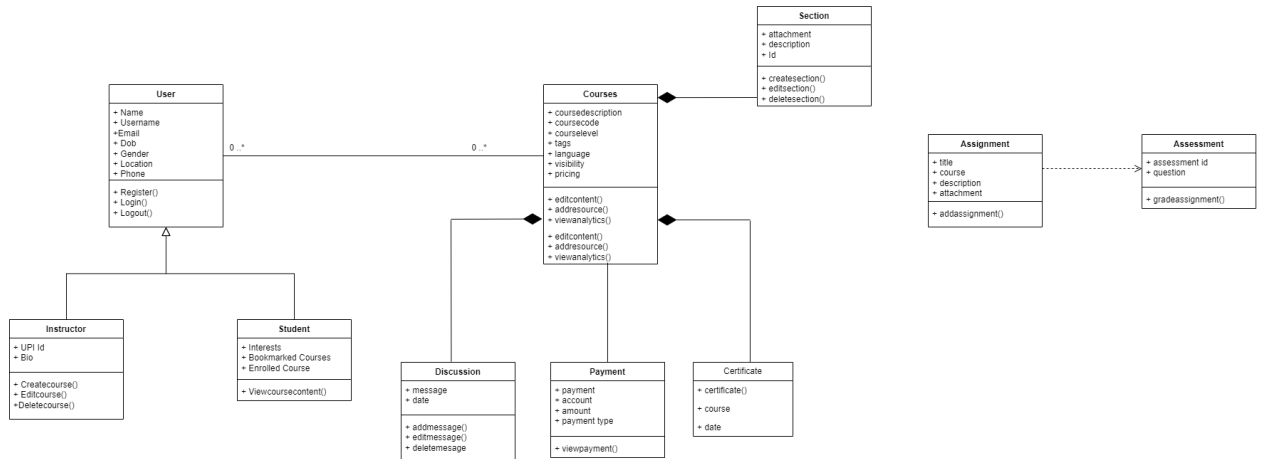 Section
+ attachment
+ description
+ Id
+ createsection()
+ editsection()
+ deletesection()
User
+ Name
+ Username
+Email
+ Dob
+ Gender
+ Location
+ Phone
+ Register()
+ Login()
+ Logout()
0 ..*
0 ..*
Courses
+ coursedescription
+ coursecode
+ courselevel
+ tags
+ language
+ visibility
+ pricing
+ editcontent()
+ addresource()
+ viewanalytics()
+ editcontent()
+ addresource()
+ viewanalytics()
Assignment
+ title
+ course
+ description
+ attachment
+ addassignment()
Assessment
+ assessment id
+ question
+ gradeassignment()
Instructor
+ UPI Id
+ Bio
+ Createcourse()
+ Editcourse()
+Deletecourse()
Student
+ Interests
+ Bookmarked Courses
+ Enrolled Course
+ Viewcoursecontent()
Discussion
+ message
+ date
+ addmessage()
+ editmessage()
+ deletemesage
Payment
+ payment
+ account
+ amount
+ payment type
+ viewpayment()
Certificate
+ certificate()
+ course
+ date